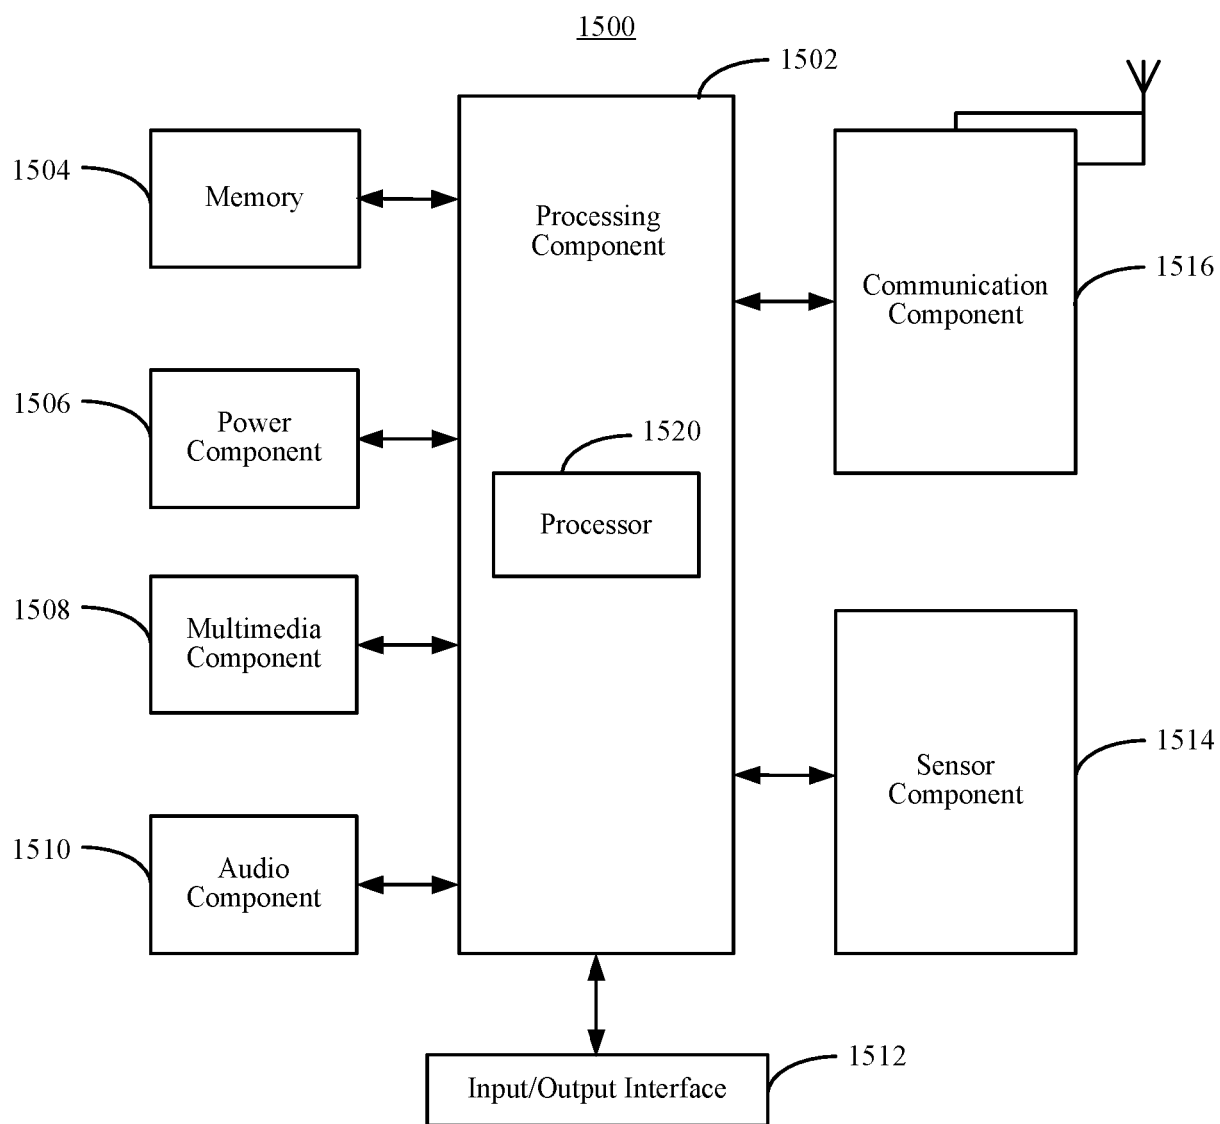 1500
1502
1504
Memory
Processing
Component
Communication
Component
1516
1506
Power
Component
1520
Processor
1508
Multimedia
Component
Sensor
Component
1514
1510
Audio
Component
Input/Output Interface
1512